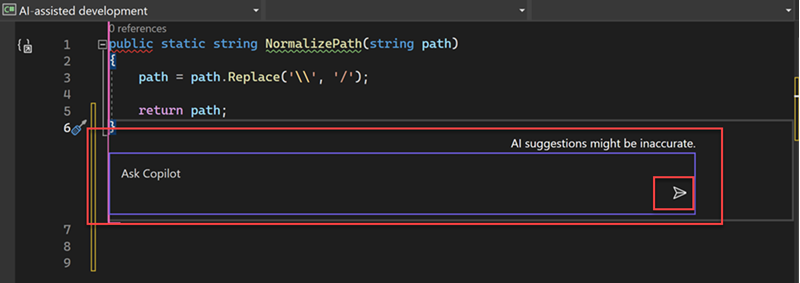 C# AI-assisted development
0 references
1 public static string NormalizePath(string path)
2 {
3 path = path.Replace('\\', '/');
4
5 return path;
6 }
AI suggestions might be inaccurate.
Ask Copilot
7
8
9